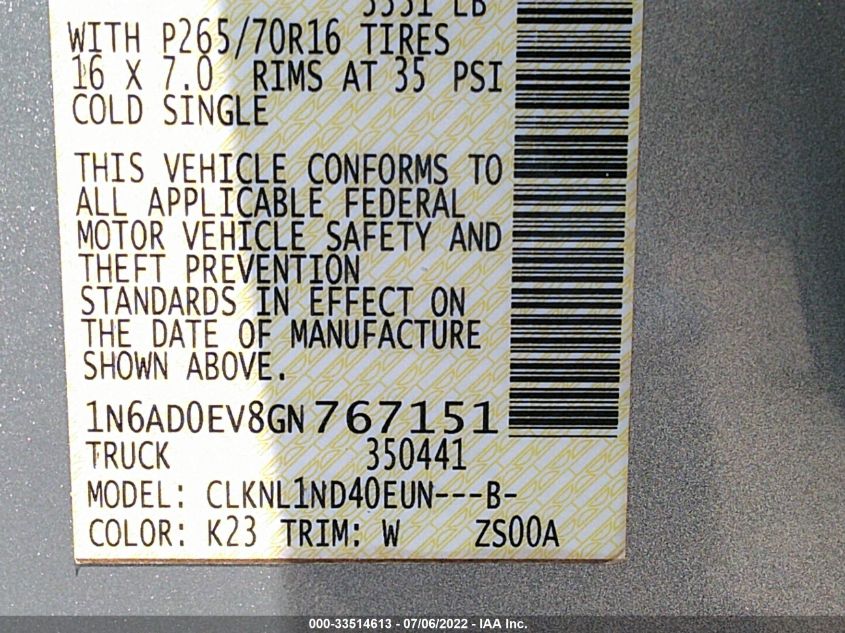 5551 LB
WITH P265/70R16 TIRES
16 X 7.0 RIMS AT 35 PSI
COLD SINGLE
THIS VEHICLE CONFORMS TO
ALL APPLICABLE FEDERAL
MOTOR VEHICLE SAFETY AND
THEFT PREVENTION
STANDARDS IN EFFECT ON
THE DATE OF MANUFACTURE
SHOWN ABOVE.
1N6AD0EV8GN767151
TRUCK 350441
MODEL: CLKNL1ND40EUN---B-
COLOR: K23 TRIM: W ZS00A
000-33514613 - 07/06/2022 - IAA Inc.